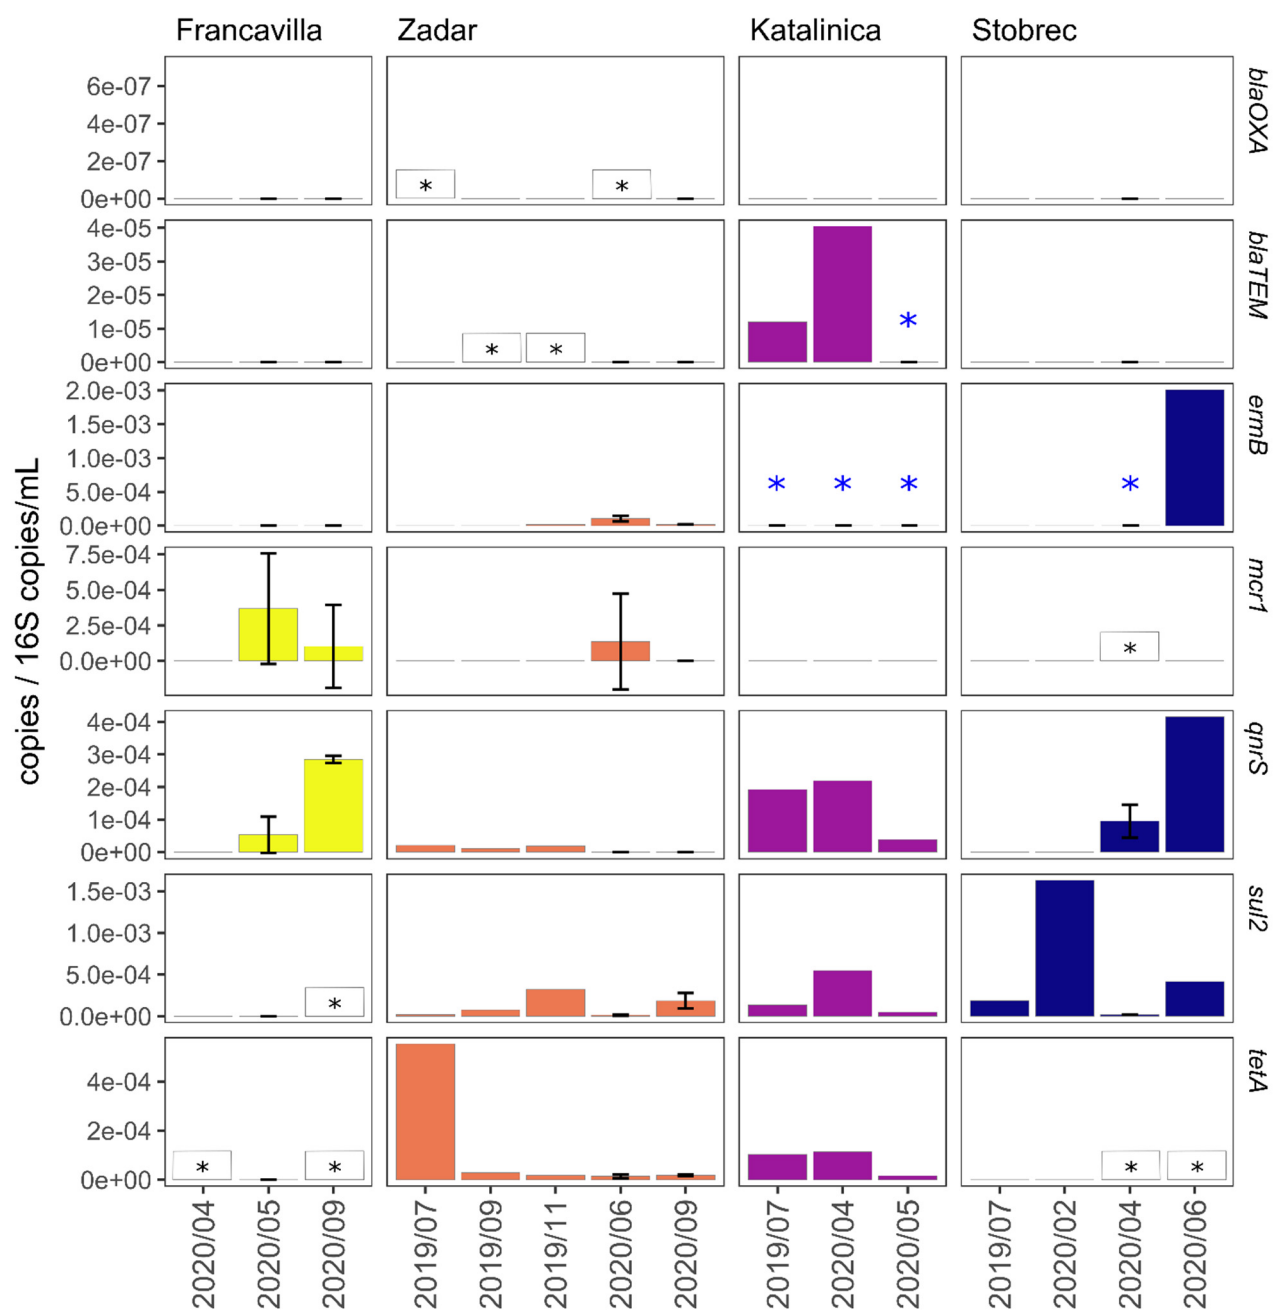 Francavilla Zadar Katalinica Stobrec
copies / 16S copies/mL
6e-07
4e-07
2e-07
0e+00
* *
blaOXA
4e-05
3e-05
2e-05
1e-05
0e+00
* * *
blaTEM
2.0e-03
1.5e-03
1.0e-03
5.0e-04
0.0e+00
* * * *
ermB
7.5e-04
5.0e-04
2.5e-04
0.0e+00
*
mcr1
4e-04
3e-04
2e-04
1e-04
0e+00
qnrS
1.5e-03
1.0e-03
5.0e-04
0.0e+00
*
sul2
4e-04
2e-04
0e+00
* * * *
tetA
2020/04 2020/05 2020/09 2019/07 2019/09 2019/11 2020/06 2020/09 2019/07 2020/04 2020/05 2019/07 2020/02 2020/04 2020/06